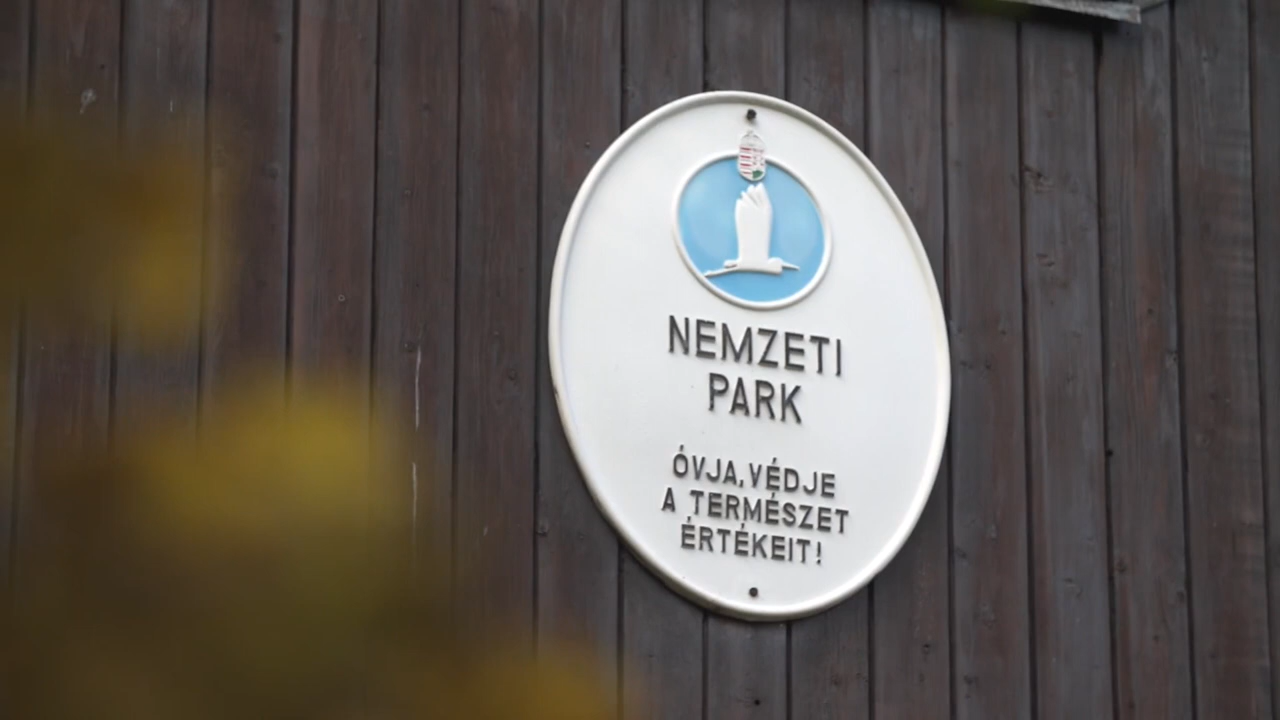 NEMZETI
PARK
ÓVJA,VÉDJE
A TERMÉSZET
ÉRTÉKEIT!